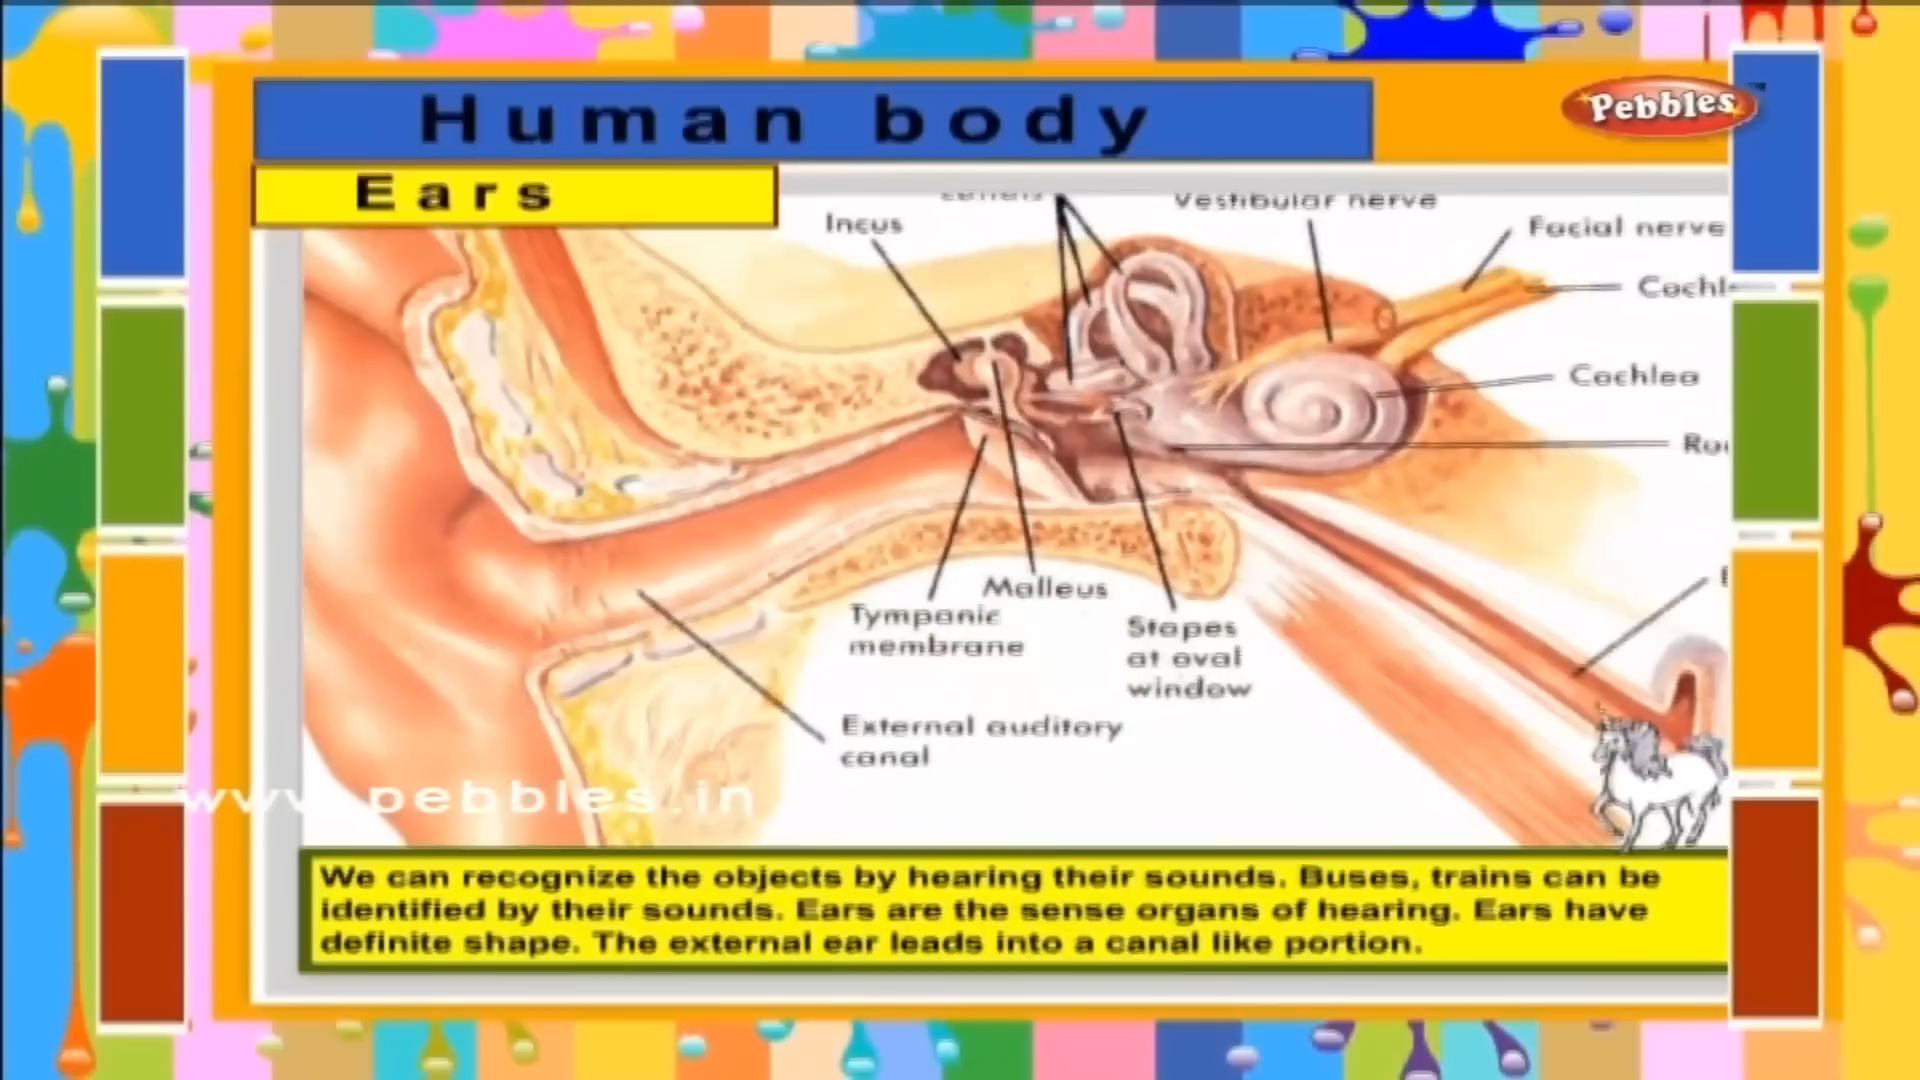 Human body
Pebbles
Ears
Vestibular nerve
Incus
Facial nerve
Cochlea
Malleus
Tympanic
membrane
Stapes
at oval
window
External auditory
canal
www.pebbles.in
We can recognize the objects by hearing their sounds. Buses, trains can be
identified by their sounds. Ears are the sense organs of hearing. Ears have
definite shape. The external ear leads into a canal like portion.